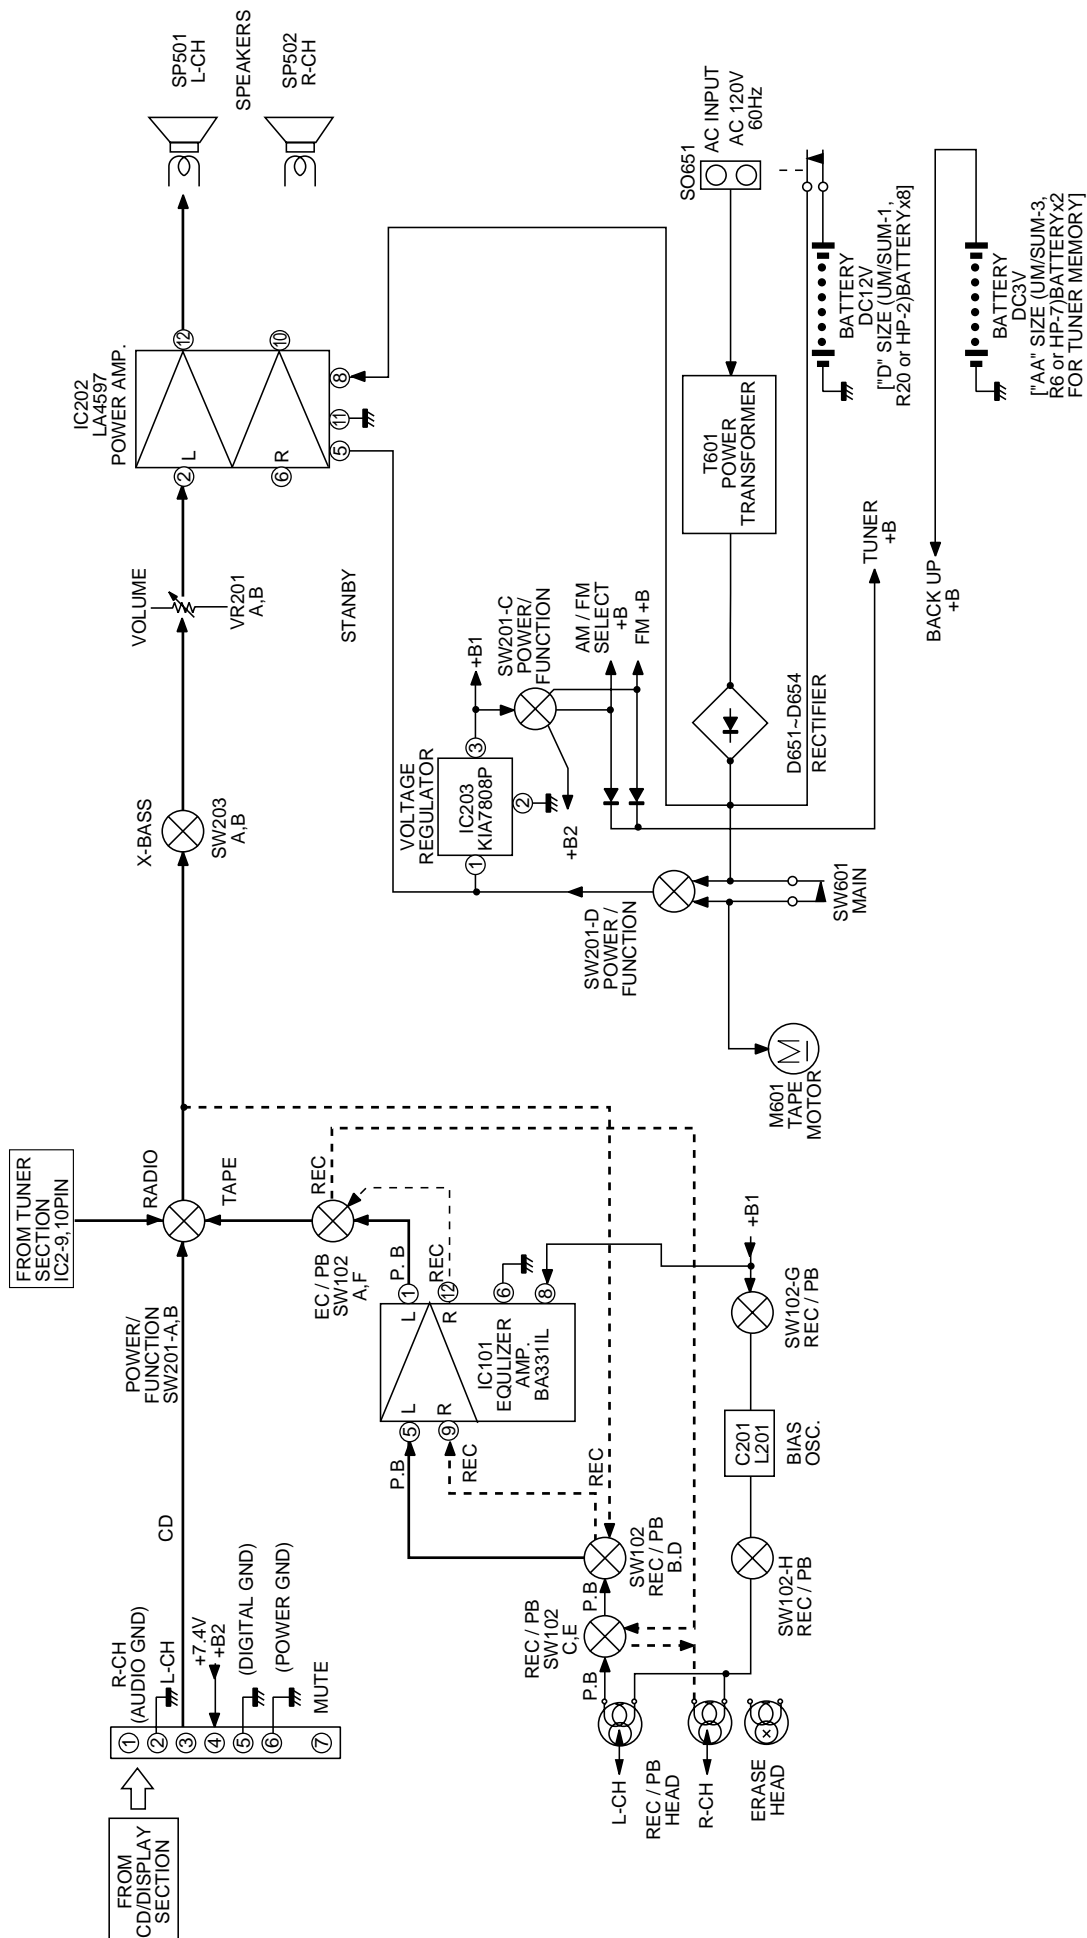 FROM
CD/DISPLAY
SECTION
1
2
3
4
5
6
7
R-CH
(AUDIO GND)
L-CH
+7.4V
+B2
(DIGITAL GND)
(POWER GND)
MUTE
CD
POWER/
FUNCTION
SW201-A,B
FROM TUNER
SECTION
IC2-9,10PIN
RADIO
TAPE
REC
EC / PB
SW102
A,F
P. B
REC
1
12
6
8
L
R
IC101
EQULIZER
AMP.
BA331IL
L
R
5
9
P.B
REC
REC
SW102
REC / PB
B.D
P.B
REC / PB
SW102
C,E
P.B
L-CH
REC / PB
HEAD
R-CH
ERASE
HEAD
SW102-H
REC / PB
C201
L201
BIAS
OSC.
SW102-G
REC / PB
+B1
X-BASS
SW203
A,B
VOLUME
VR201
A,B
IC202
LA4597
POWER AMP.
2
L
6
R
12
10
5
11
8
STANBY
SP501
L-CH
SPEAKERS
SP502
R-CH
VOLTAGE
REGULATOR
IC203
KIA7808P
1
2
3
+B1
SW201-C
POWER/
FUNCTION
+B2
AM / FM
SELECT
+B
FM +B
SW201-D
POWER /
FUNCTION
M601
TAPE
MOTOR
M
SW601
MAIN
D651~D654
RECTIFIER
T601
POWER
TRANSFORMER
SO651
AC INPUT
AC 120V
60Hz
TUNER
+B
BATTERY
DC12V
["D" SIZE (UM/SUM-1,
R20 or HP-2)BATTERYx8]
BACK UP
+B
BATTERY
DC3V
["AA" SIZE (UM/SUM-3,
R6 or HP-7)BATTERYx2
FOR TUNER MEMORY]